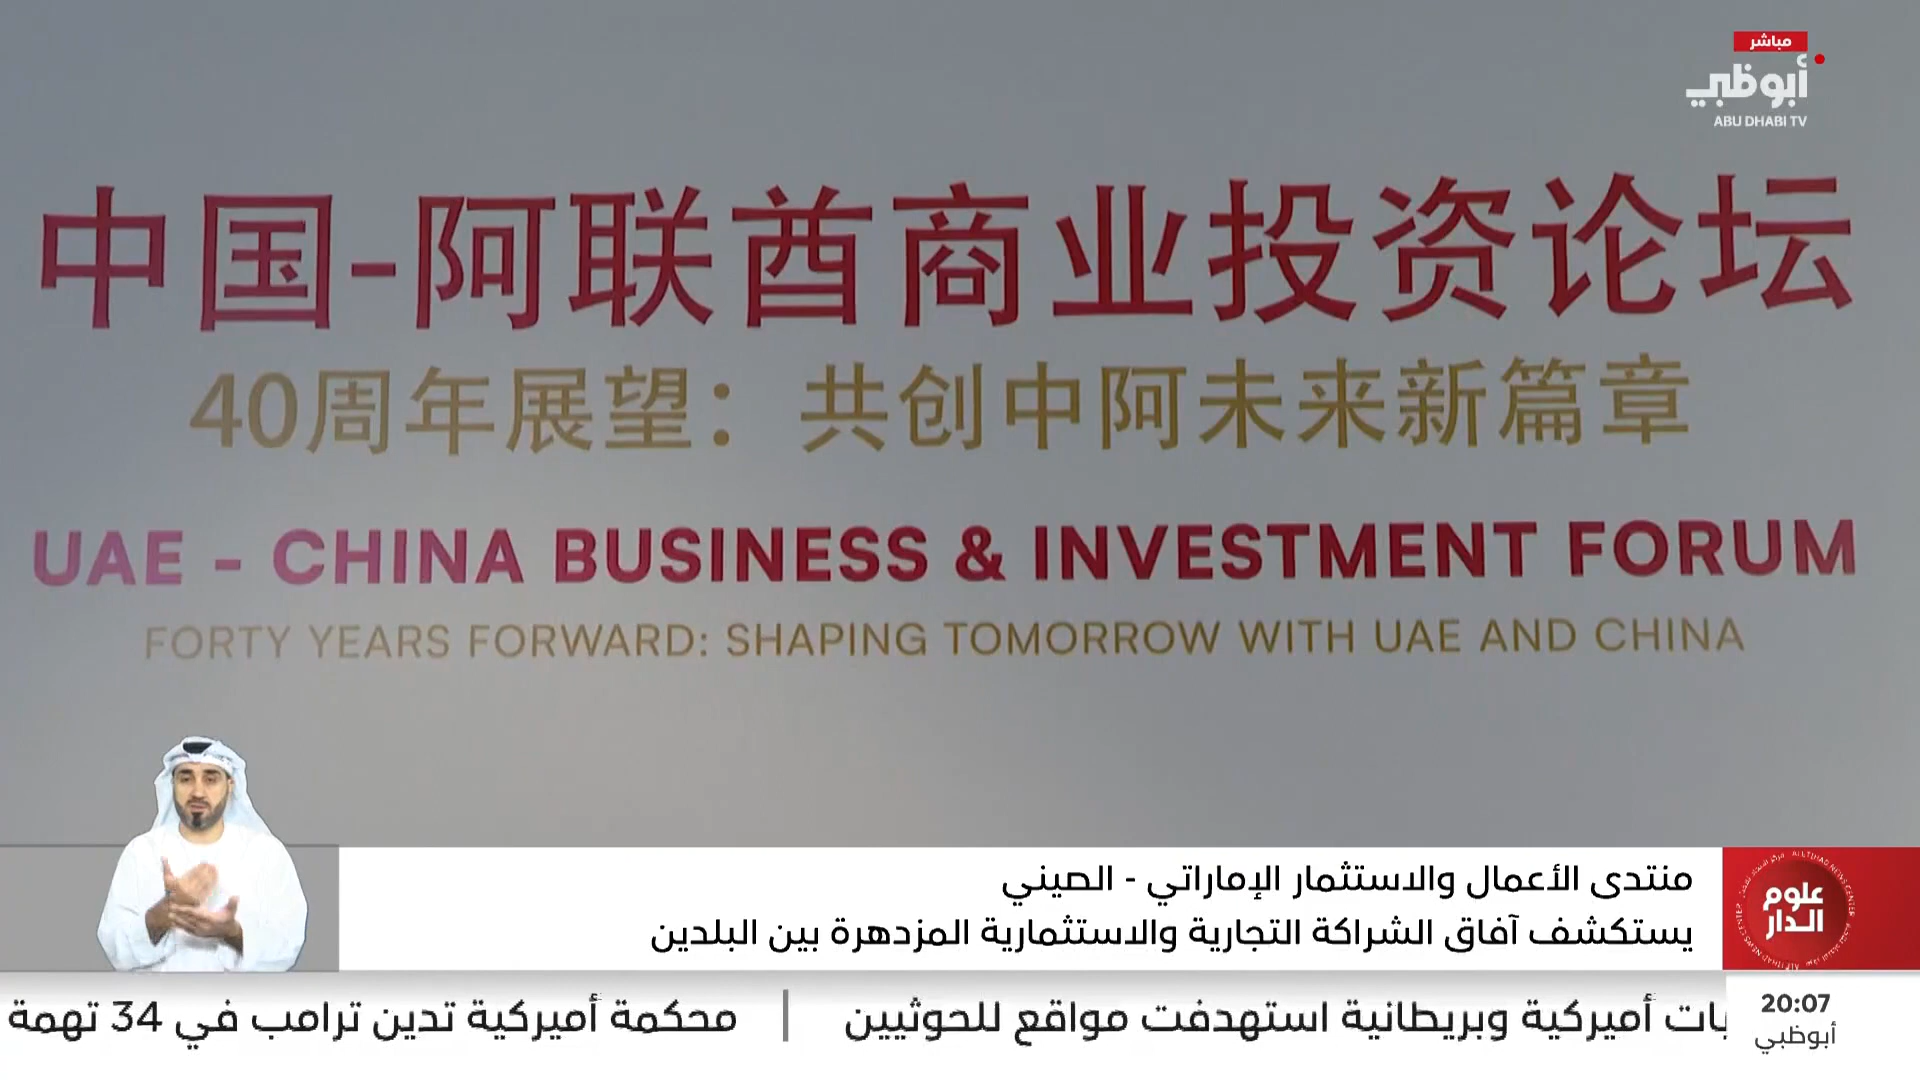 مباشر
أبوظبي
ABU DHABI TV
中国-阿联酋商业投资论坛
40周年展望：共创中阿未来新篇章
UAE - CHINA BUSINESS & INVESTMENT FORUM
FORTY YEARS FORWARD: SHAPING TOMORROW WITH UAE AND CHINA
منتدى الأعمال والاستثمار الإماراتي - الصيني
يستكشف آفاق الشراكة التجارية والاستثمارية المزدهرة بين البلدين
علوم
الدار
أميركية وبريطانية استهدفت مواقع للحوثيين | محكمة أميركية تدين ترامب في 34 تهمة
20:07
أبوظبي